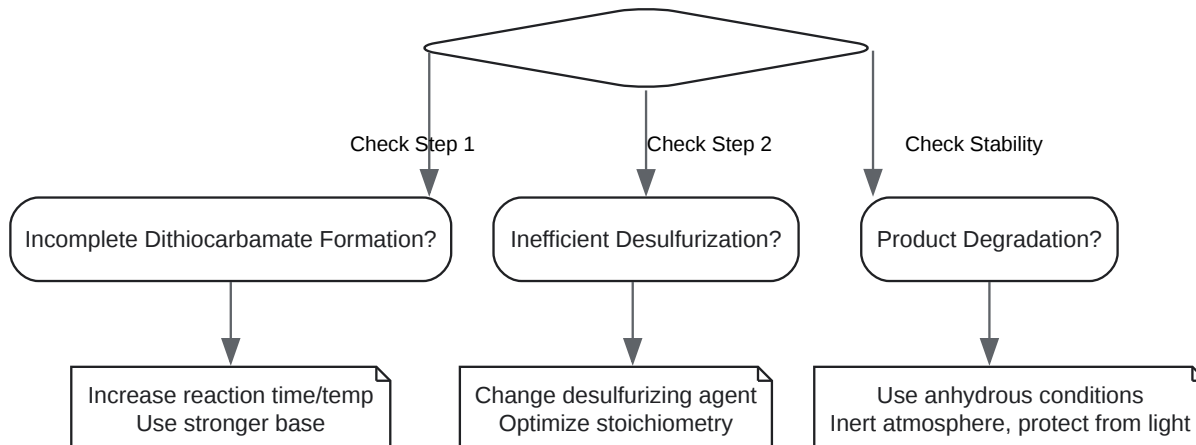 Check Step 1
Check Step 2
Check Stability
Incomplete Dithiocarbamate Formation?
Inefficient Desulfurization?
Product Degradation?
Increase reaction time/temp
Use stronger base
Change desulfurizing agent
Optimize stoichiometry
Use anhydrous conditions
Inert atmosphere, protect from light